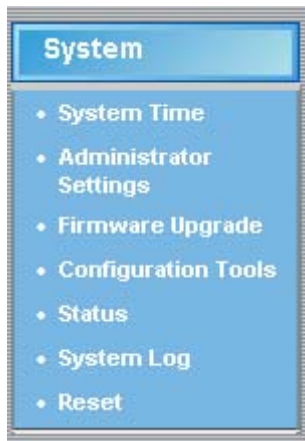 System
System Time
Administrator
Settings
Firmware Upgrade
Configuration Tools
Status
System Log
Reset